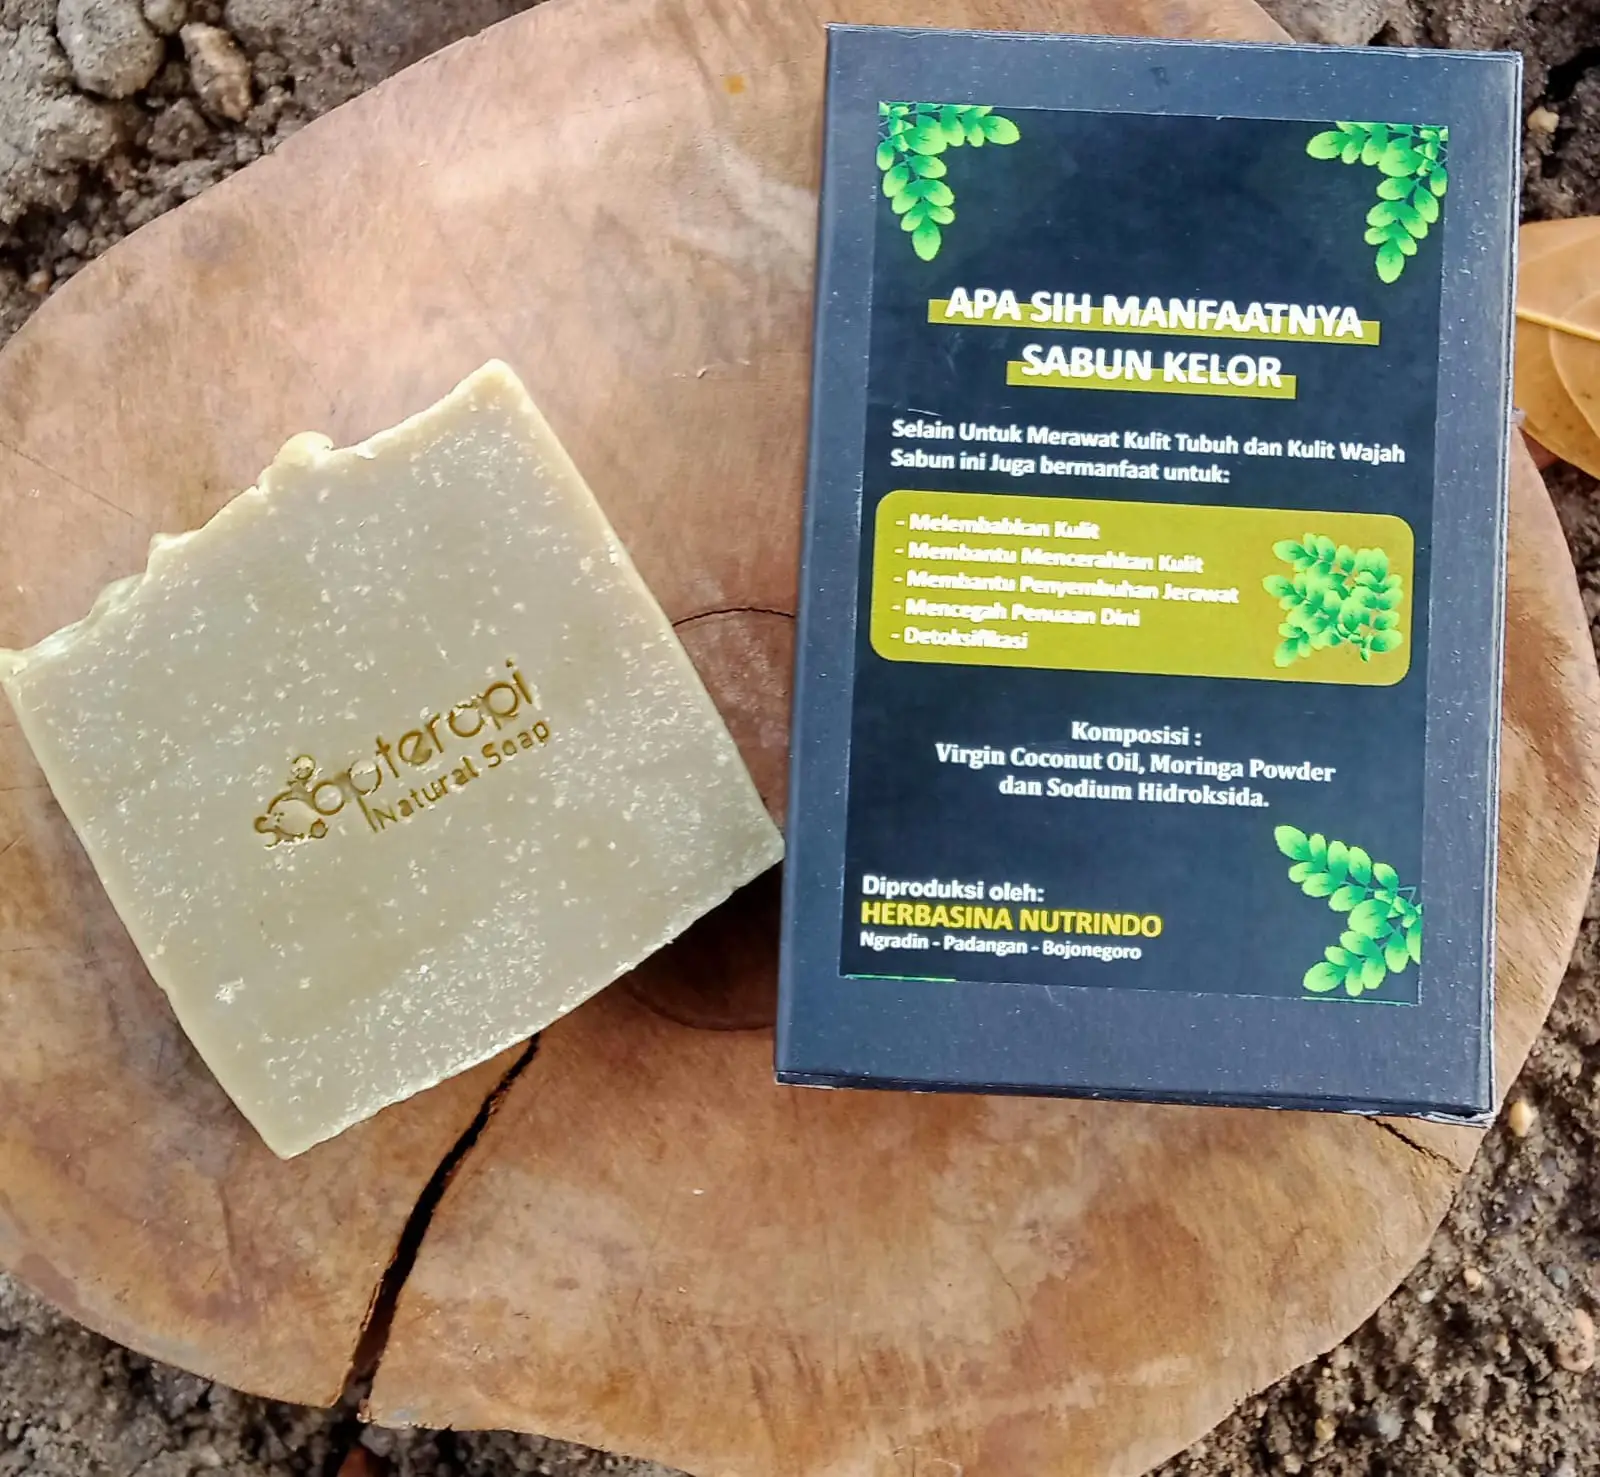 Sapterapi
Natural Soap
APA SIH MANFAATNYA
SABUN KELOR
Selain Untuk Merawat Kulit Tubuh dan Kulit Wajah
Sabun ini Juga bermanfaat untuk:
- Melembabkan Kulit
- Membantu Mencerahkan Kulit
- Membantu Penyembuhan Jerawat
- Mencegah Penuaan Dini
- Detoksifikasi
Komposisi :
Virgin Coconut Oil, Moringa Powder
dan Sodium Hidroksida.
Diproduksi oleh:
HERBASINA NUTRINDO
Ngradin - Padangan - Bojonegoro